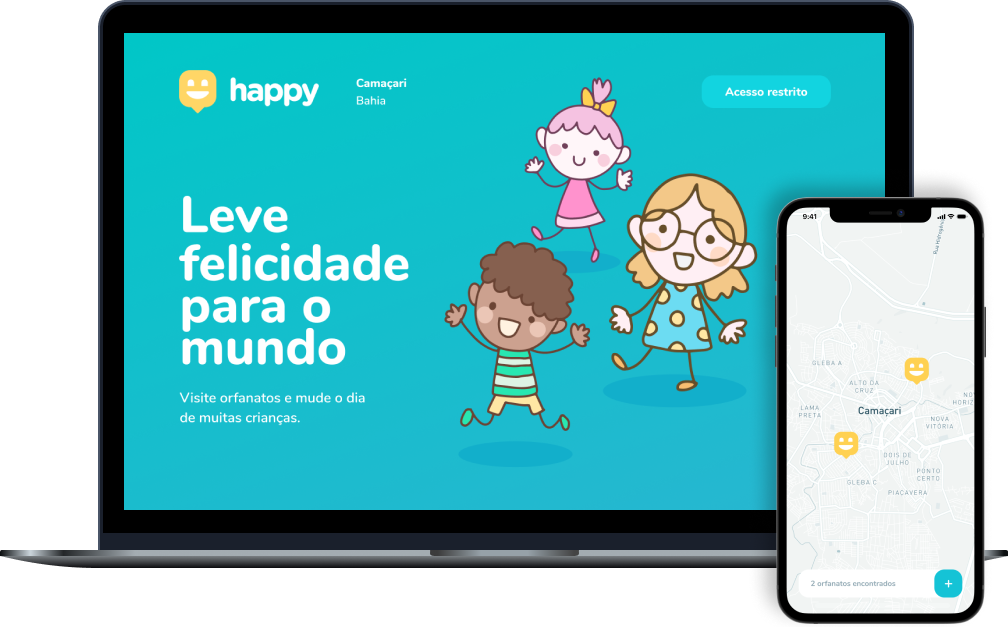 happy
Camaçari
Bahia
Acesso restrito
Leve
felicidade
para o
mundo
Visite orfanatos e mude o dia
de muitas crianças.
9:41
GLEBA A
ALTO DA
CRUZ
LAMA
PRETA
Camaçari
NOVA
VITÓRIA
DOIS DE
JULHO
PONTO
CERTO
GLEBA C
PIAÇAVERA
2 orfanatos encontrados
+